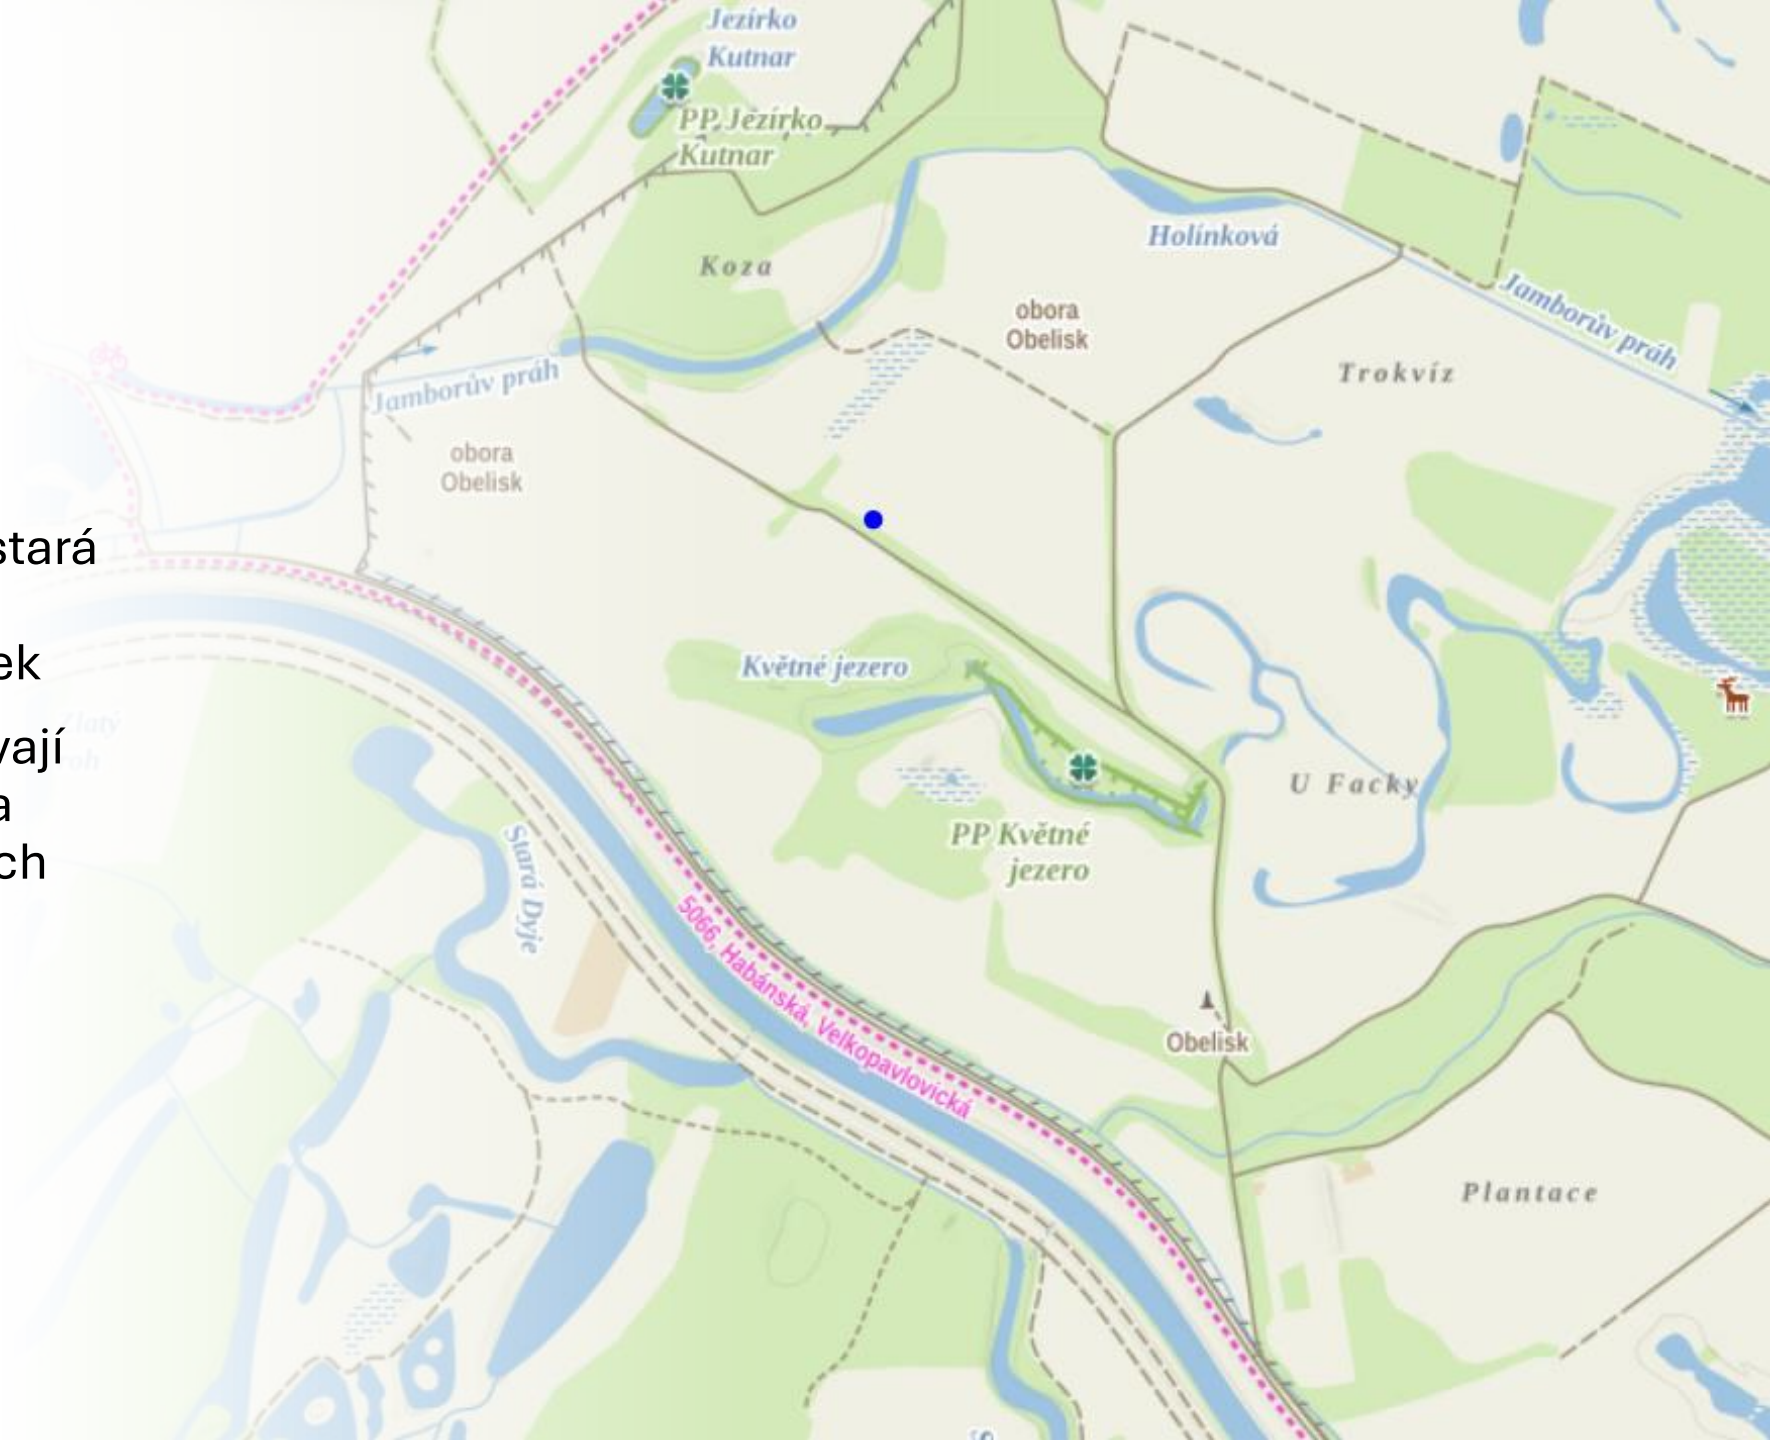 Jezírko
Kutnar
PP Jezírko
Kutnar
Koza
Holínková
obora
Obelisk
Jamborův práh
Trokvíz
Jamborův práh
obora
Obelisk
stará
ek
vají
a
ch
Květné jezero
U Facky
PP Květné
jezero
Stará Dyje
5066, Habánská, Velkopavlovická
Obelisk
Plantace